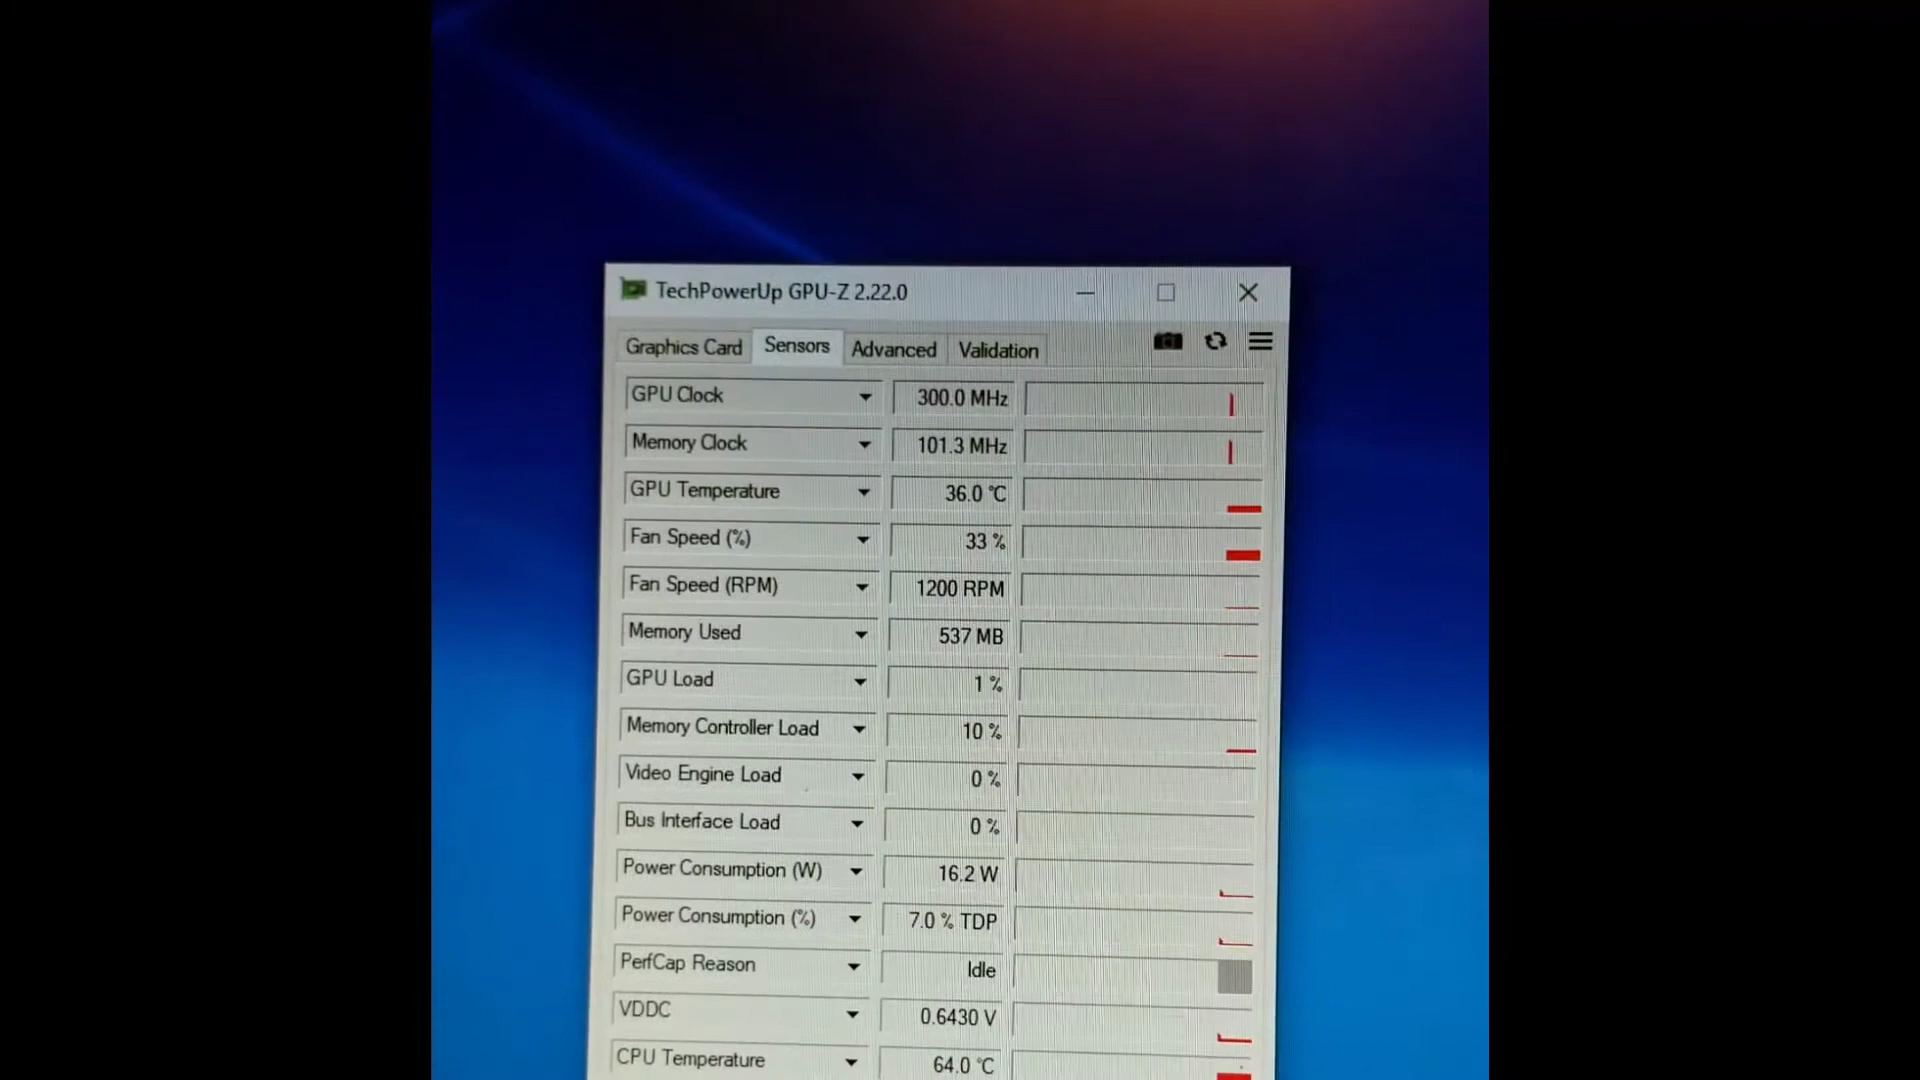 TechPowerUp GPU-Z 2.22.0
Graphics Card Sensors Advanced Validation
GPU Clock 300.0 MHz
Memory Clock 101.3 MHz
GPU Temperature 36.0 °C
Fan Speed (%) 33 %
Fan Speed (RPM) 1200 RPM
Memory Used 537 MB
GPU Load 1 %
Memory Controller Load 10 %
Video Engine Load 0 %
Bus Interface Load 0 %
Power Consumption (W) 16.2 W
Power Consumption (%) 7.0 % TDP
PerfCap Reason Idle
VDDC 0.6430 V
CPU Temperature 64.0 °C